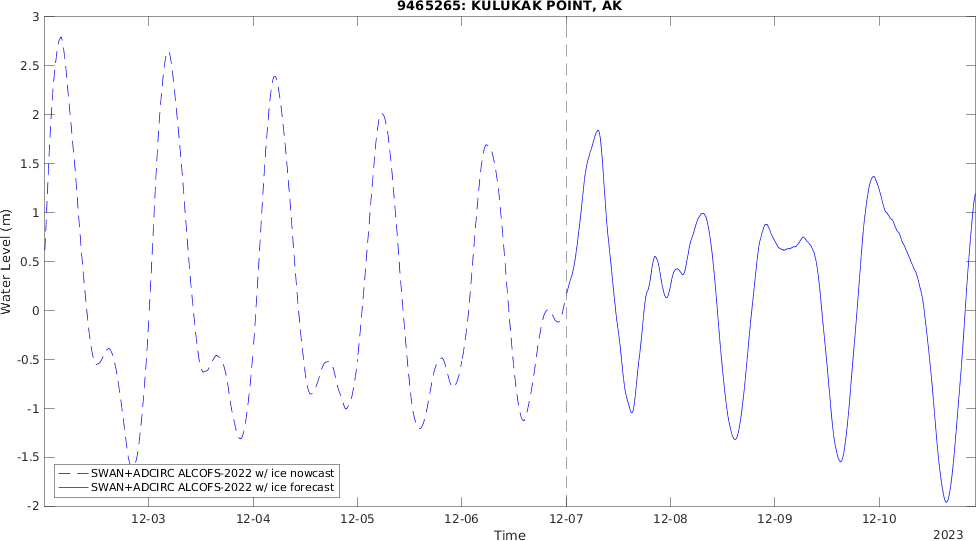 9465265: KULUKAK POINT, AK
3
2.5
2
1.5
1
0.5
0
-0.5
-1
-1.5
-2
Water Level (m)
SWAN+ADCIRC ALCOFS-2022 w/ ice nowcast
SWAN+ADCIRC ALCOFS-2022 w/ ice forecast
12-03 12-04 12-05 12-06 12-07 12-08 12-09 12-10
Time
2023